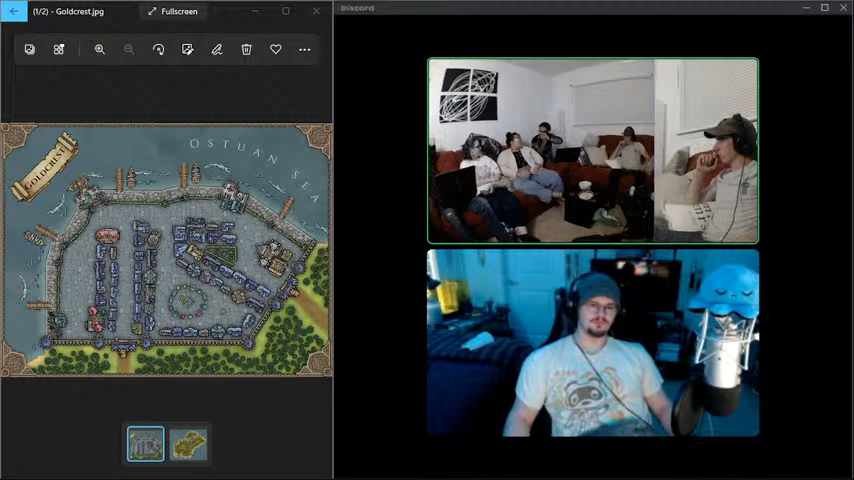 (1/2) - Goldcrest.jpg
Fullscreen
Discord
GOLDCREST
OSTUAN SEA